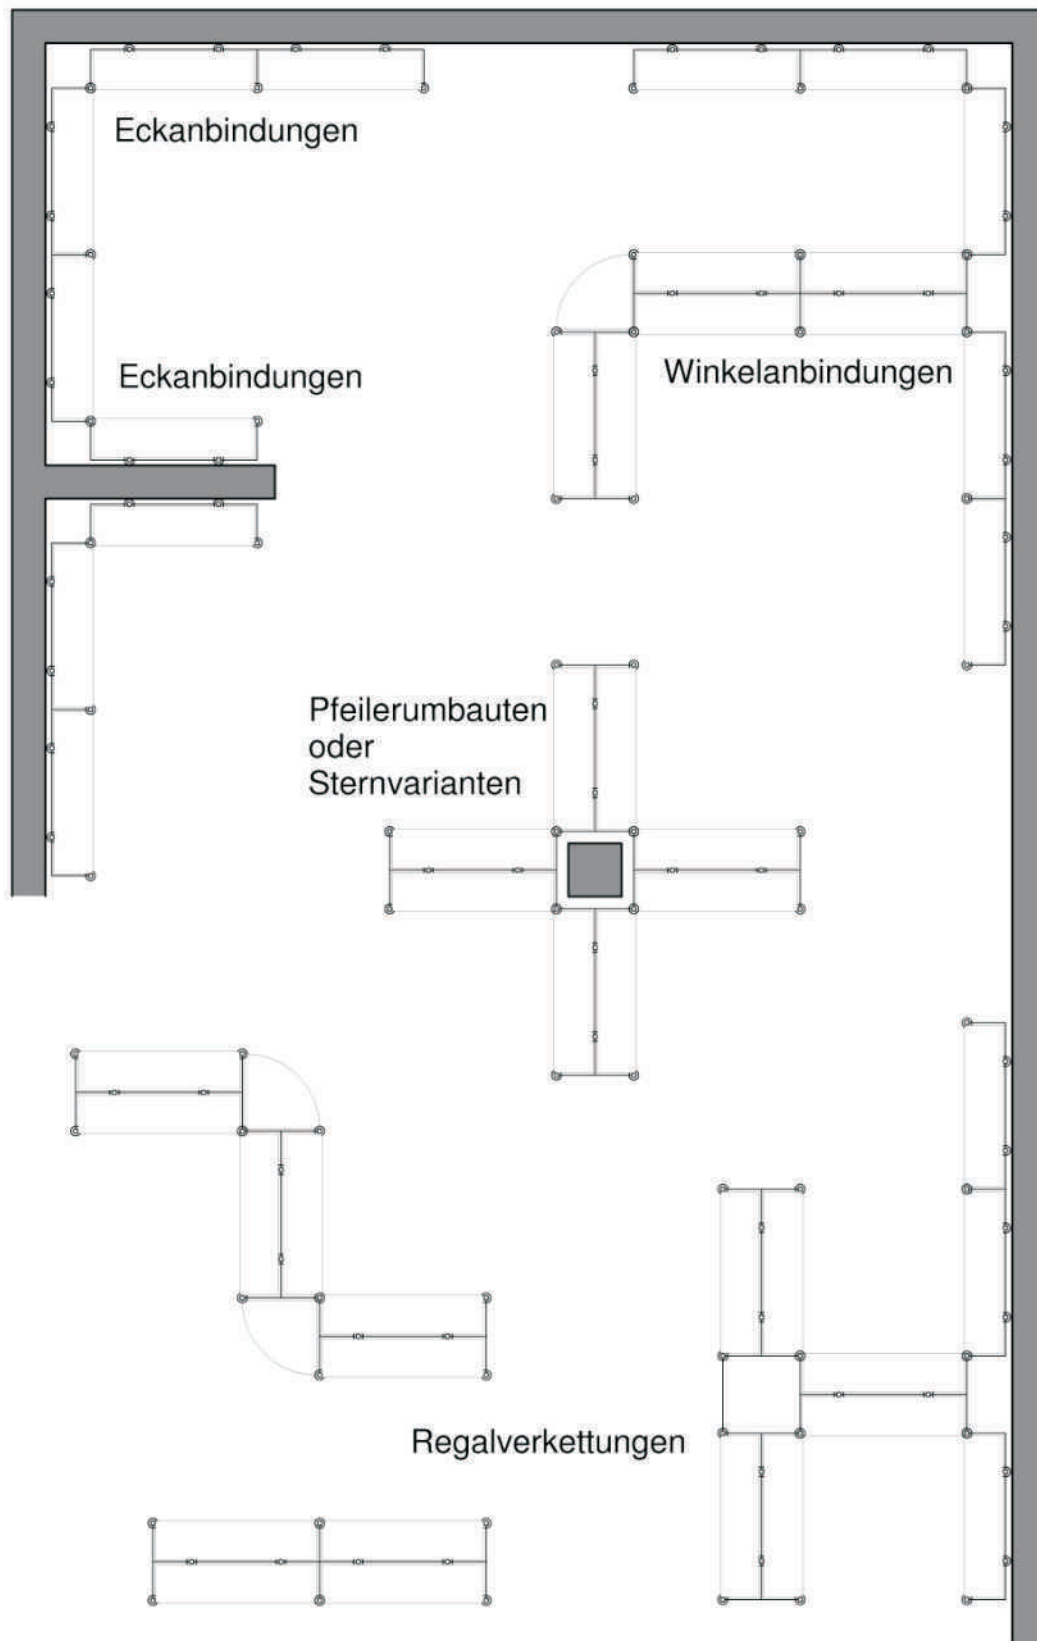 Eckanbindungen
Eckanbindungen
Winkelanbindungen
Pfeilerumbauten
oder
Sternvarianten
Regalverkettungen